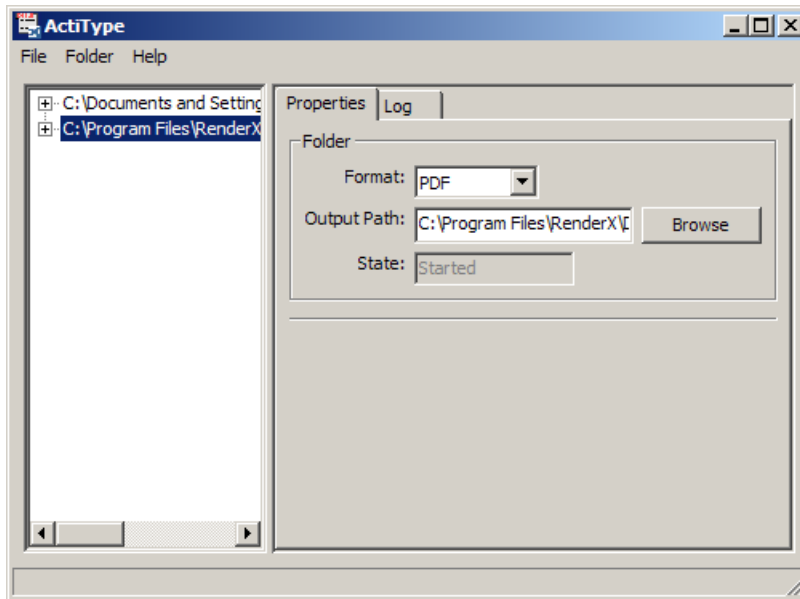 ActiType
File Folder Help
C:\Documents and Setting
C:\Program Files\RenderX
Properties Log
Folder
Format: PDF
Output Path: C:\Program Files\RenderX\D Browse
State: Started